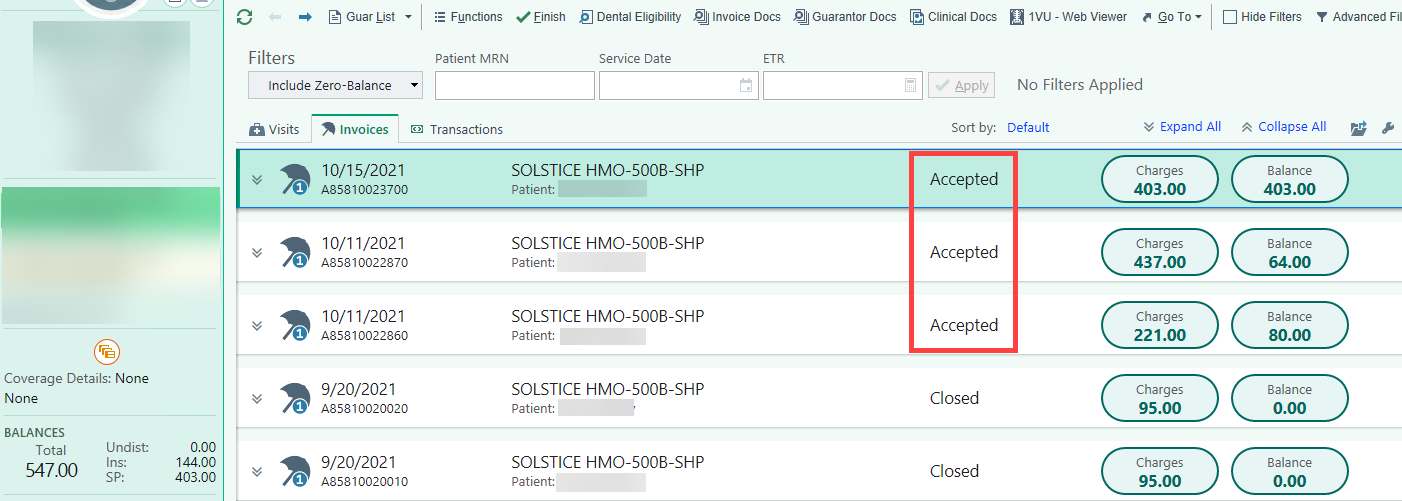 Guar List Functions Finish Dental Eligibility Invoice Docs Guarantor Docs Clinical Docs 1VU - Web Viewer Go To Hide Filters Advanced Fil
Filters
Patient MRN Service Date ETR
Include Zero-Balance Apply No Filters Applied
Visits Invoices Transactions Sort by: Default Expand All Collapse All
10/15/2021 SOLSTICE HMO-500B-SHP Accepted Charges Balance
1 A85810023700 Patient: 403.00 403.00
10/11/2021 SOLSTICE HMO-500B-SHP Accepted Charges Balance
1 A85810022870 Patient: 437.00 64.00
10/11/2021 SOLSTICE HMO-500B-SHP Accepted Charges Balance
1 A85810022860 Patient: 221.00 80.00
9/20/2021 SOLSTICE HMO-500B-SHP Closed Charges Balance
1 A85810020020 Patient: 95.00 0.00
9/20/2021 SOLSTICE HMO-500B-SHP Closed Charges Balance
1 A85810020010 Patient: 95.00 0.00
Coverage Details: None
None
BALANCES
Total
547.00
Undist: 0.00
Ins: 144.00
SP: 403.00